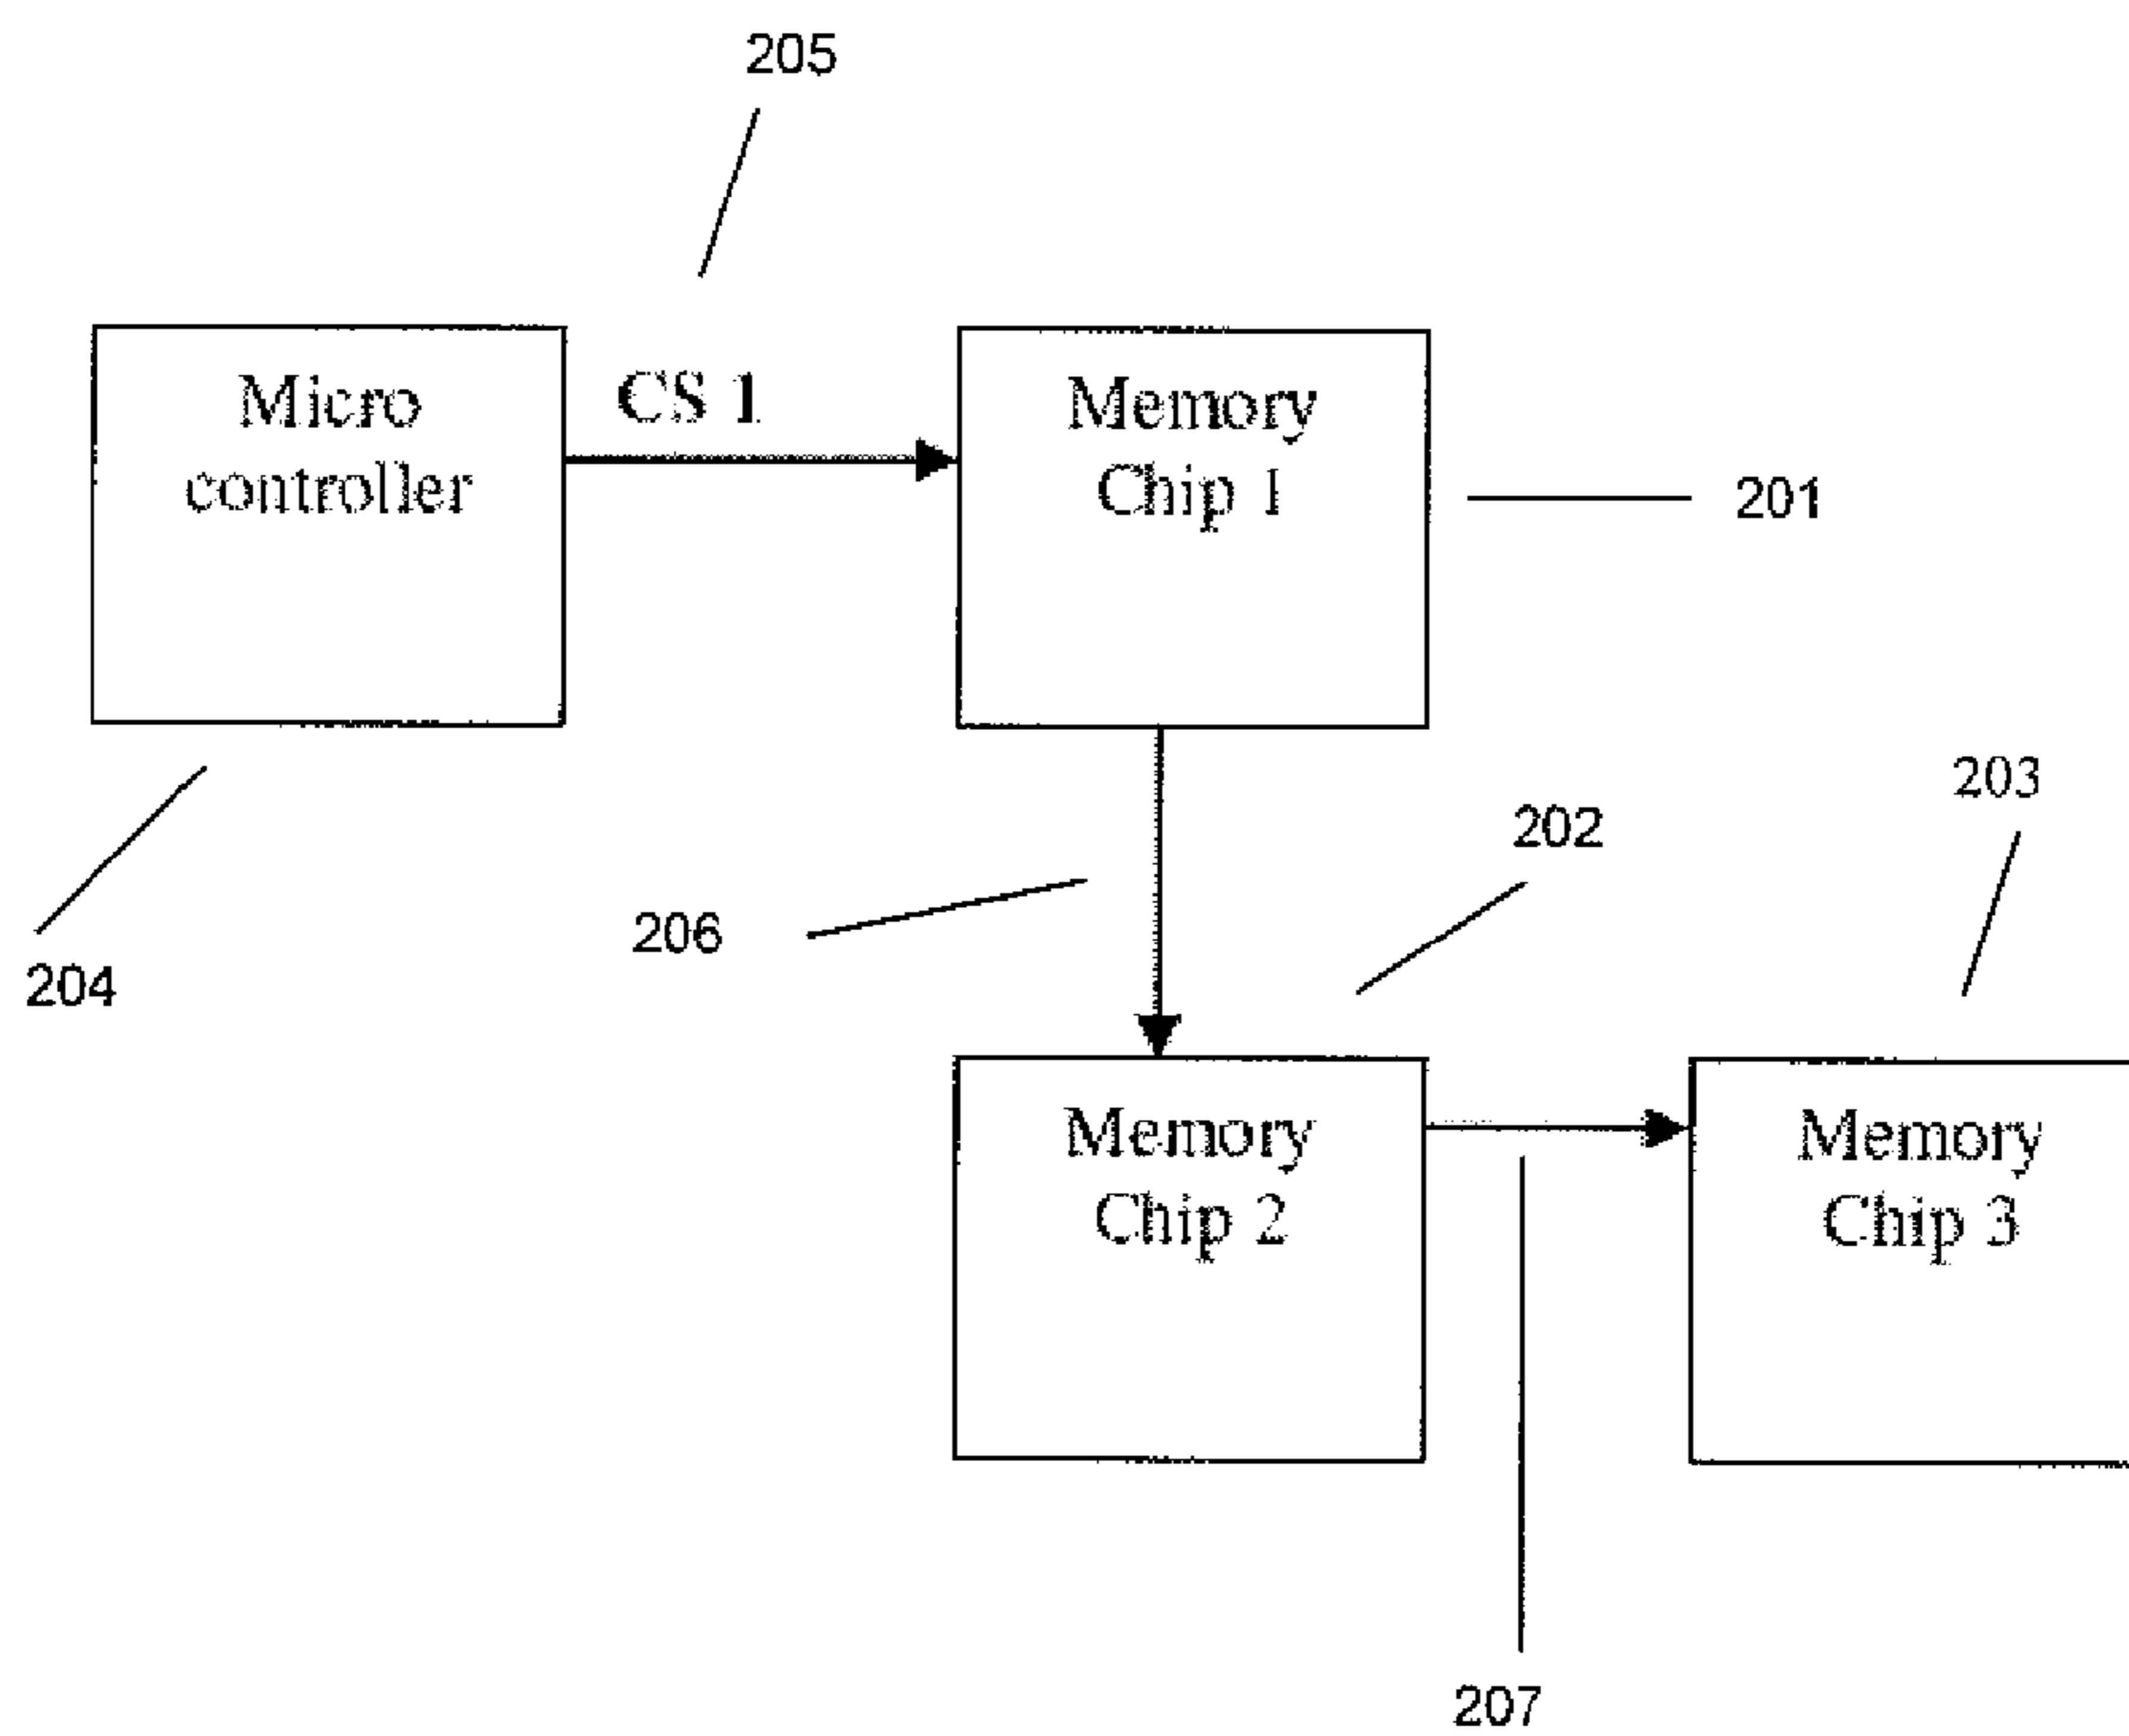 205
Micro
controller
CS 1
Memory
Chip 1
201
203
202
206
204
Memory
Chip 2
Memory
Chip 3
207